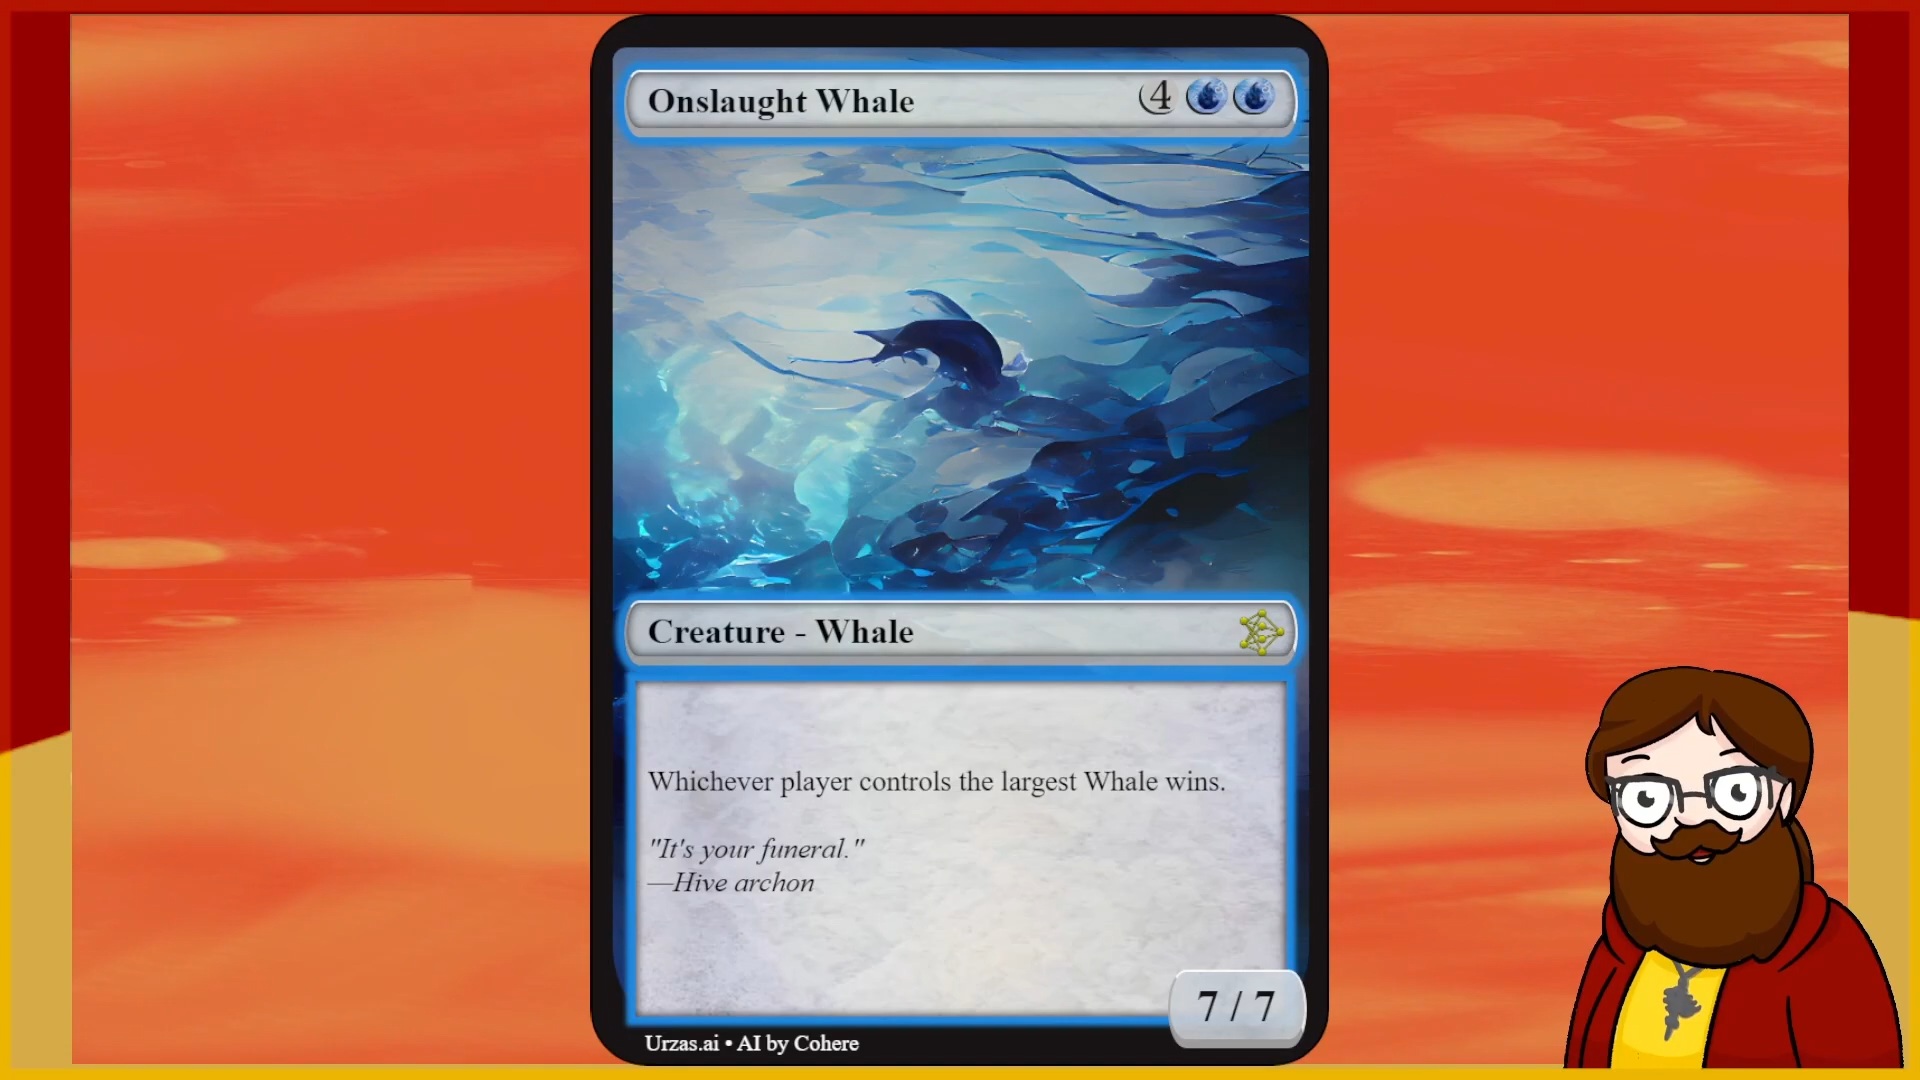 Onslaught Whale 4
Creature - Whale
Whichever player controls the largest Whale wins.
"It's your funeral."
—Hive archon
7 / 7
Urzas.ai • AI by Cohere